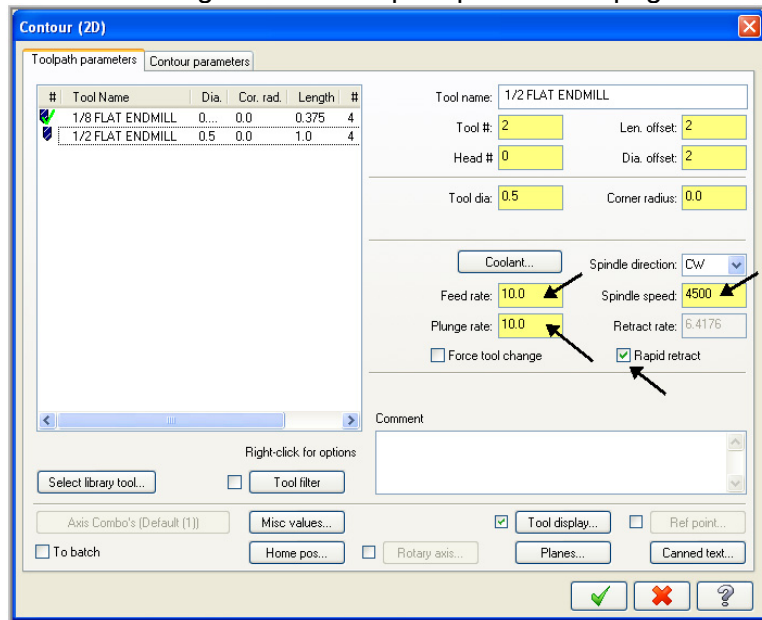 Contour (2D)
Toolpath parameters Contour parameters
# Tool Name Dia. Cor. rad. Length #
1/8 FLAT ENDMILL 0.... 0.0 0.375 4
1/2 FLAT ENDMILL 0.5 0.0 1.0 4
Tool name: 1/2 FLAT ENDMILL
Tool #: 2 Len. offset: 2
Head # 0 Dia. offset: 2
Tool dia: 0.5 Corner radius: 0.0
Coolant... Spindle direction: CW
Feed rate: 10.0 Spindle speed: 4500
Plunge rate: 10.0 Retract rate: 6.4176
Force tool change Rapid retract
Comment
Right-click for options
Select library tool... Tool filter
Axis Combo's (Default (1)) Misc values... Tool display... Ref point...
To batch Home pos... Rotary axis... Planes... Canned text...